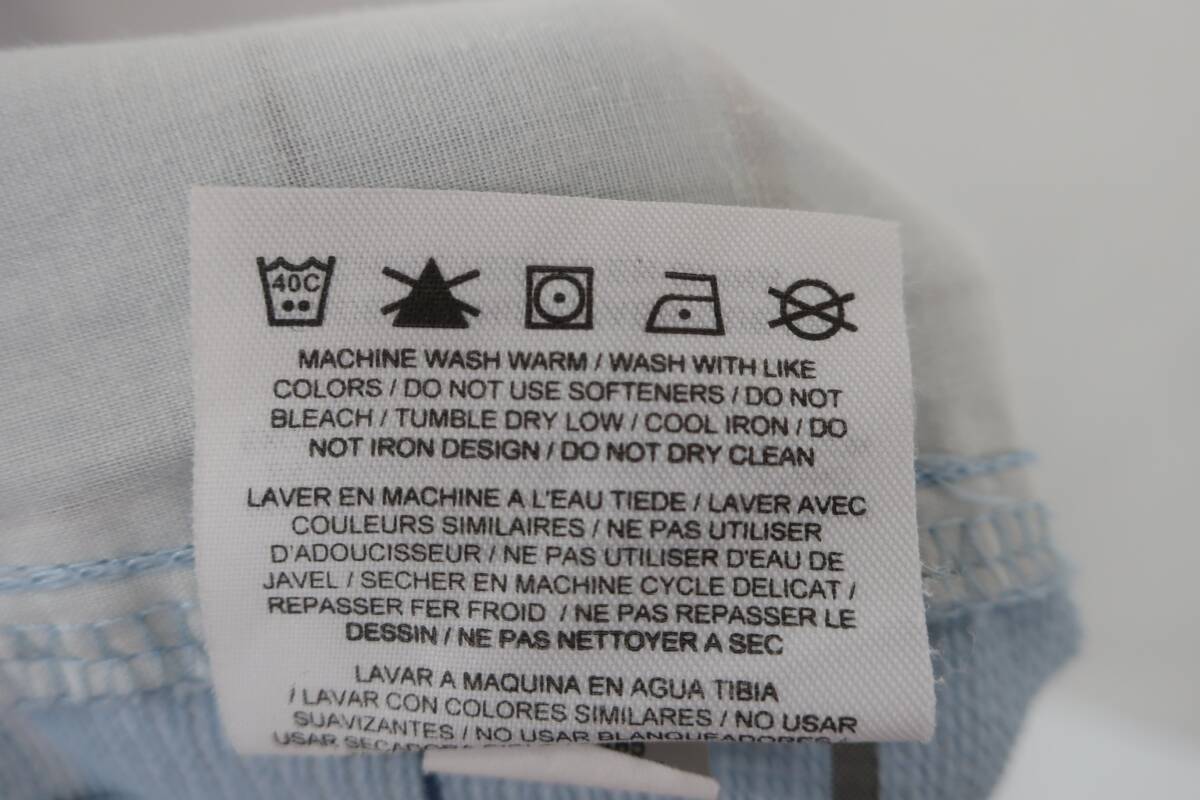 40C
MACHINE WASH WARM / WASH WITH LIKE
COLORS / DO NOT USE SOFTENERS / DO NOT
BLEACH / TUMBLE DRY LOW / COOL IRON / DO
NOT IRON DESIGN / DO NOT DRY CLEAN
LAVER EN MACHINE A L'EAU TIEDE / LAVER AVEC
COULEURS SIMILAIRES / NE PAS UTILISER
D'ADOUCISSEUR / NE PAS UTILISER D'EAU DE
JAVEL / SECHER EN MACHINE CYCLE DELICAT /
REPASSER FER FROID / NE PAS REPASSER LE
DESSIN / NE PAS NETTOYER A SEC
LAVAR A MAQUINA EN AGUA TIBIA
/ LAVAR CON COLORES SIMILARES / NO USAR
SUAVIZANTES / NO USAR BLANQUEADORES /
USAR SECADORA